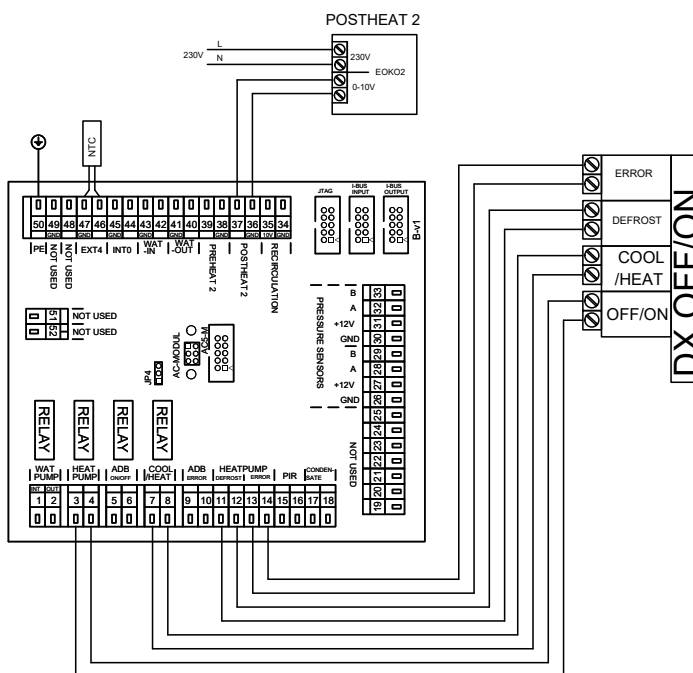 POSTHEAT 2
L
230V
N
230V
EOKO2
0-10V
NTC
ERROR
DEFROST
COOL
/HEAT
OFF/ON
DX OFF/ON
50 49 48 47 46 45 44 43 42 41 40 39 38 37 36 35 34
GND GND GND GND GND GND GND 10V GND
PE
NOT USED
NOT USED
EXT4
INT0
WAT
-IN
WAT
-OUT
PREHEAT 2
POSTHEAT 2
RECIRCULATION
JTAG
I-BUS
INPUT
I-BUS
OUTPUT
B-v1
51 NOT USED
52 NOT USED
JP4
AC-MODUL
AC5-M
PRESSURE SENSORS
B 33
A 32
+12V 31
GND 30
B 29
A 28
+12V 27
GND 26
25
24
23
22
21
20
19
NOT USED
RELAY
RELAY
RELAY
RELAY
WAT
PUMP
HEAT
PUMP
ADB
ON/OFF
COOL
/HEAT
ADB
ERROR
HEATPUMP
DEFROST ERROR
PIR
CONDEN-
SATE
INT OUT
1 2 3 4 5 6 7 8 9 10 11 12 13 14 15 16 17 18